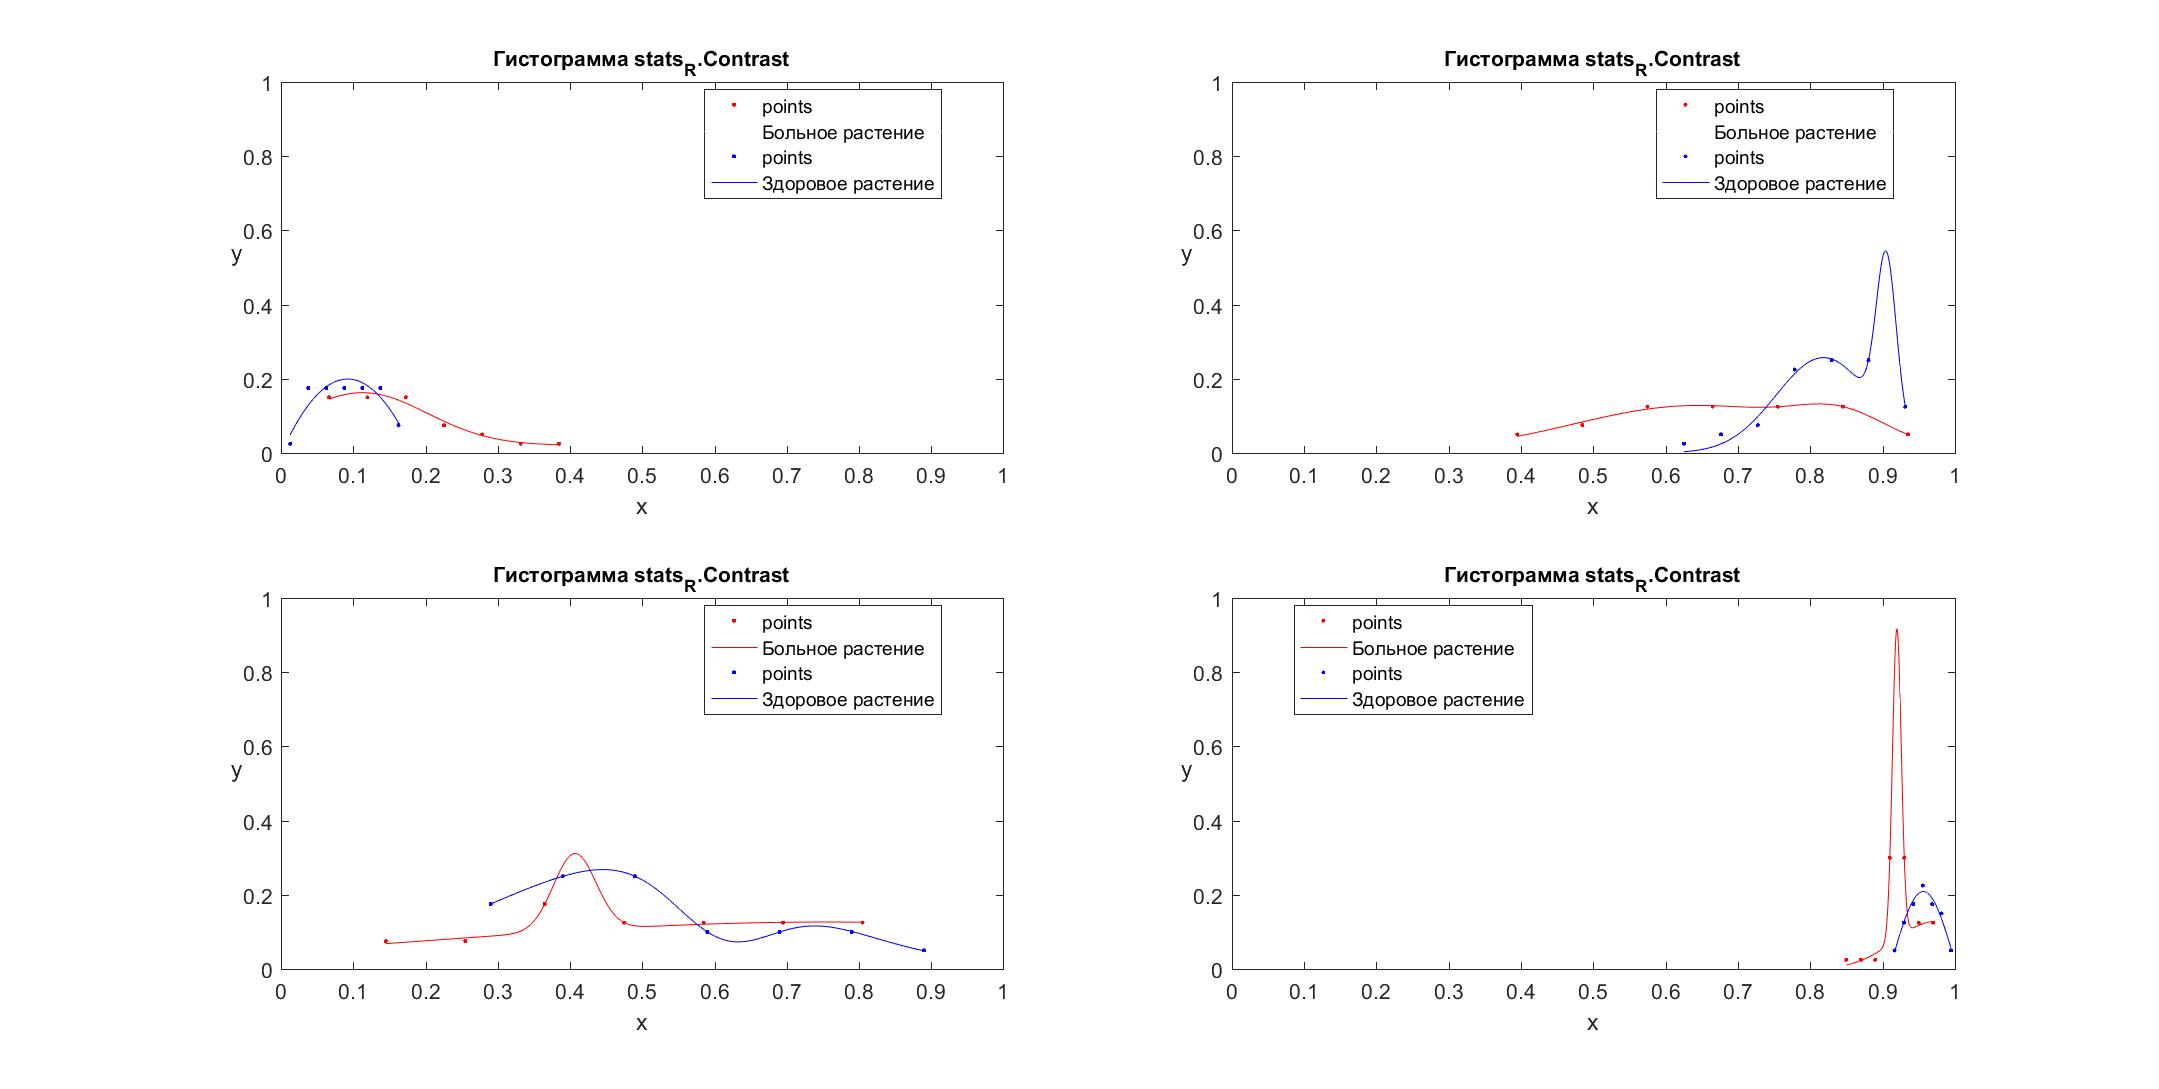 Гистограмма stats_R.Contrast
1
0.8
0.6
0.4
0.2
0
y
points
Больное растение
points
Здоровое растение
0 0.1 0.2 0.3 0.4 0.5 0.6 0.7 0.8 0.9 1
x
Гистограмма stats_R.Contrast
1
0.8
0.6
0.4
0.2
0
y
points
Больное растение
points
Здоровое растение
0 0.1 0.2 0.3 0.4 0.5 0.6 0.7 0.8 0.9 1
x
Гистограмма stats_R.Contrast
1
0.8
0.6
0.4
0.2
0
y
points
Больное растение
points
Здоровое растение
0 0.1 0.2 0.3 0.4 0.5 0.6 0.7 0.8 0.9 1
x
Гистограмма stats_R.Contrast
1
0.8
0.6
0.4
0.2
0
y
points
Больное растение
points
Здоровое растение
0 0.1 0.2 0.3 0.4 0.5 0.6 0.7 0.8 0.9 1
x